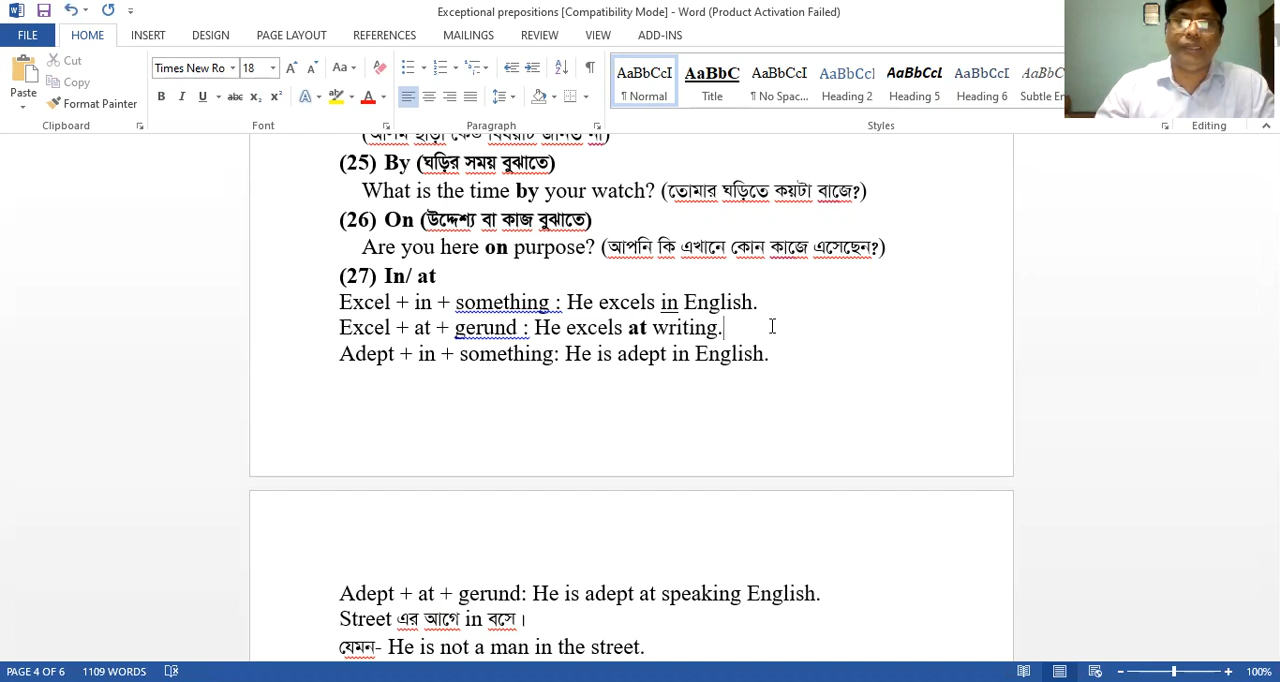 Exceptional prepositions [Compatibility Mode] - Word (Product Activation Failed)
FILE HOME INSERT DESIGN PAGE LAYOUT REFERENCES MAILINGS REVIEW VIEW ADD-INS
Cut
Copy
Format Painter
Paste
Times New Ro 18
AaBbCcI AaBbC AaBbCcI AaBbCcI AaBbCcL AaBbCcI AaBbCcI
¶ Normal Title ¶ No Spac... Heading 2 Heading 5 Heading 6 Subtle Em
Clipboard Font Paragraph Styles Editing
(25) By (ঘড়ির সময় বুঝাতে)
What is the time by your watch? (তোমার ঘড়িতে কয়টা বাজে?)
(26) On (উদ্দেশ্য বা কাজ বুঝাতে)
Are you here on purpose? (আপনি কি এখানে কোন কাজে এসেছেন?)
(27) In/ at
Excel + in + something : He excels in English.
Excel + at + gerund : He excels at writing.
Adept + in + something: He is adept in English.
Adept + at + gerund: He is adept at speaking English.
Street এর আগে in বসে।
যেমন- He is not a man in the street.
PAGE 4 OF 6 1109 WORDS 100%